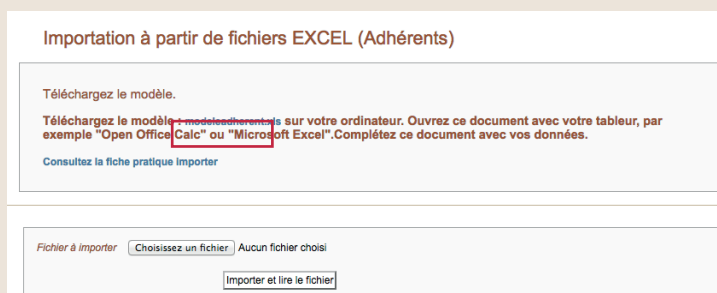 Importation à partir de fichiers EXCEL (Adhérents)
Téléchargez le modèle.
Téléchargez le modèle : modeleadherent.xls sur votre ordinateur. Ouvrez ce document avec votre tableur, par
exemple "Open Office Calc" ou "Microsoft Excel".Complétez ce document avec vos données.
Consultez la fiche pratique importer
Fichier à importer Choisissez un fichier Aucun fichier choisi
Importer et lire le fichier